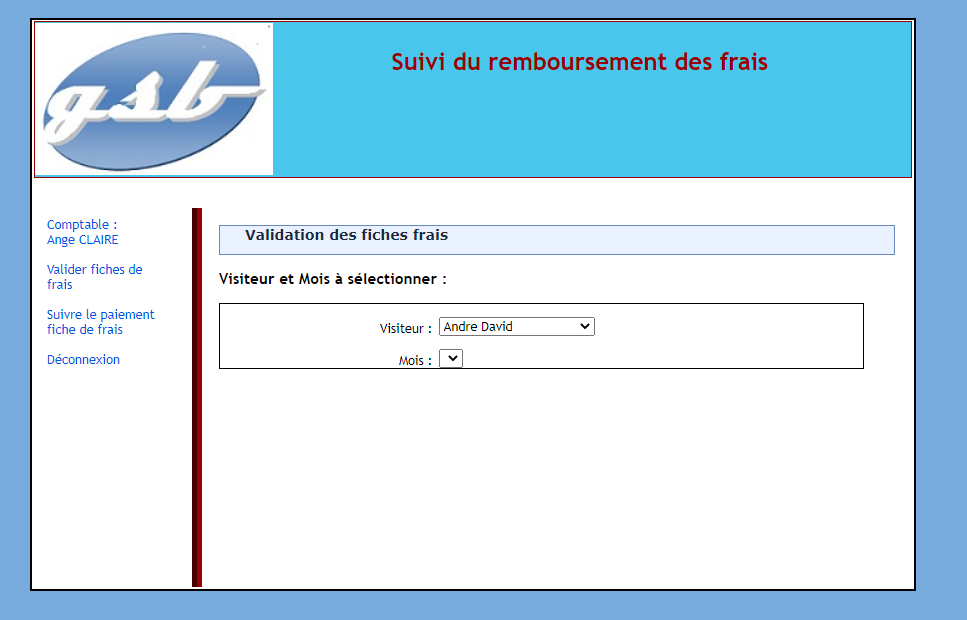 gsb
Suivi du remboursement des frais
Comptable :
Ange CLAIRE
Valider fiches de
frais
Suivre le paiement
fiche de frais
Déconnexion
Validation des fiches frais
Visiteur et Mois à sélectionner :
Visiteur : Andre David
Mois :